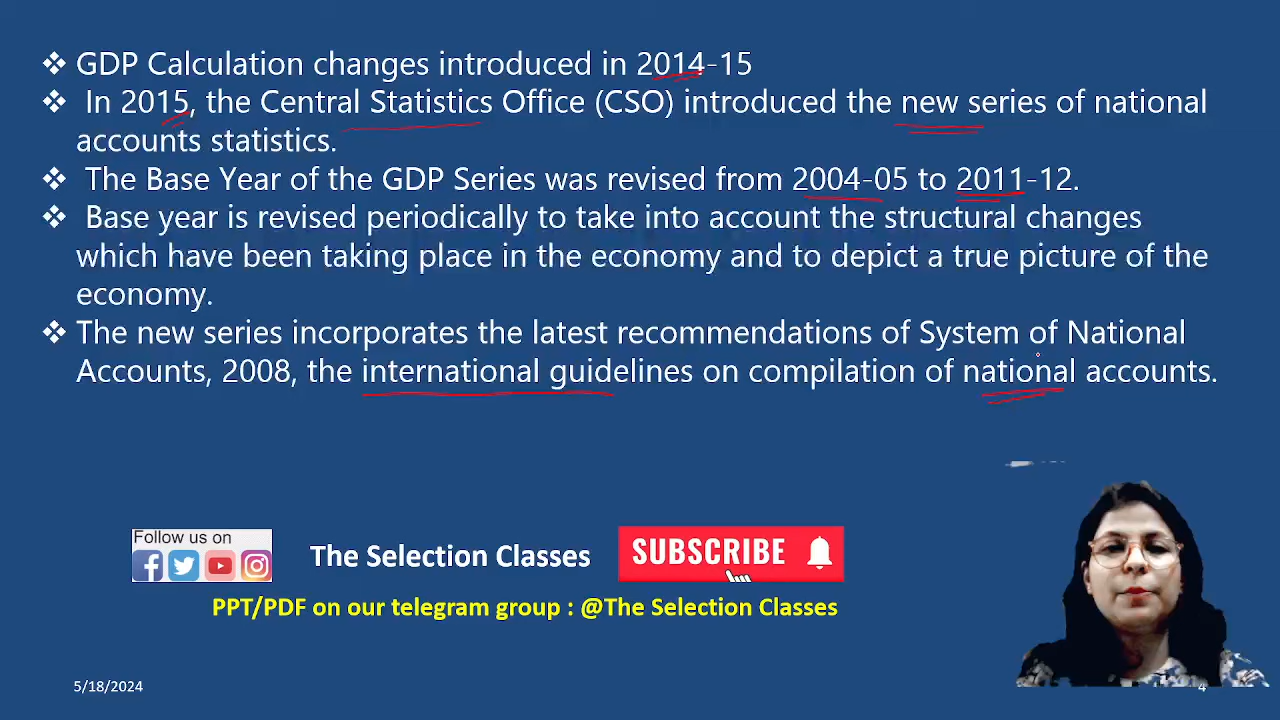 ❖ GDP Calculation changes introduced in 2014-15
❖ In 2015, the Central Statistics Office (CSO) introduced the new series of national
accounts statistics.
❖ The Base Year of the GDP Series was revised from 2004-05 to 2011-12.
❖ Base year is revised periodically to take into account the structural changes
which have been taking place in the economy and to depict a true picture of the
economy.
❖ The new series incorporates the latest recommendations of System of National
Accounts, 2008, the international guidelines on compilation of national accounts.
Follow us on
The Selection Classes
SUBSCRIBE
PPT/PDF on our telegram group : @The Selection Classes
5/18/2024
4